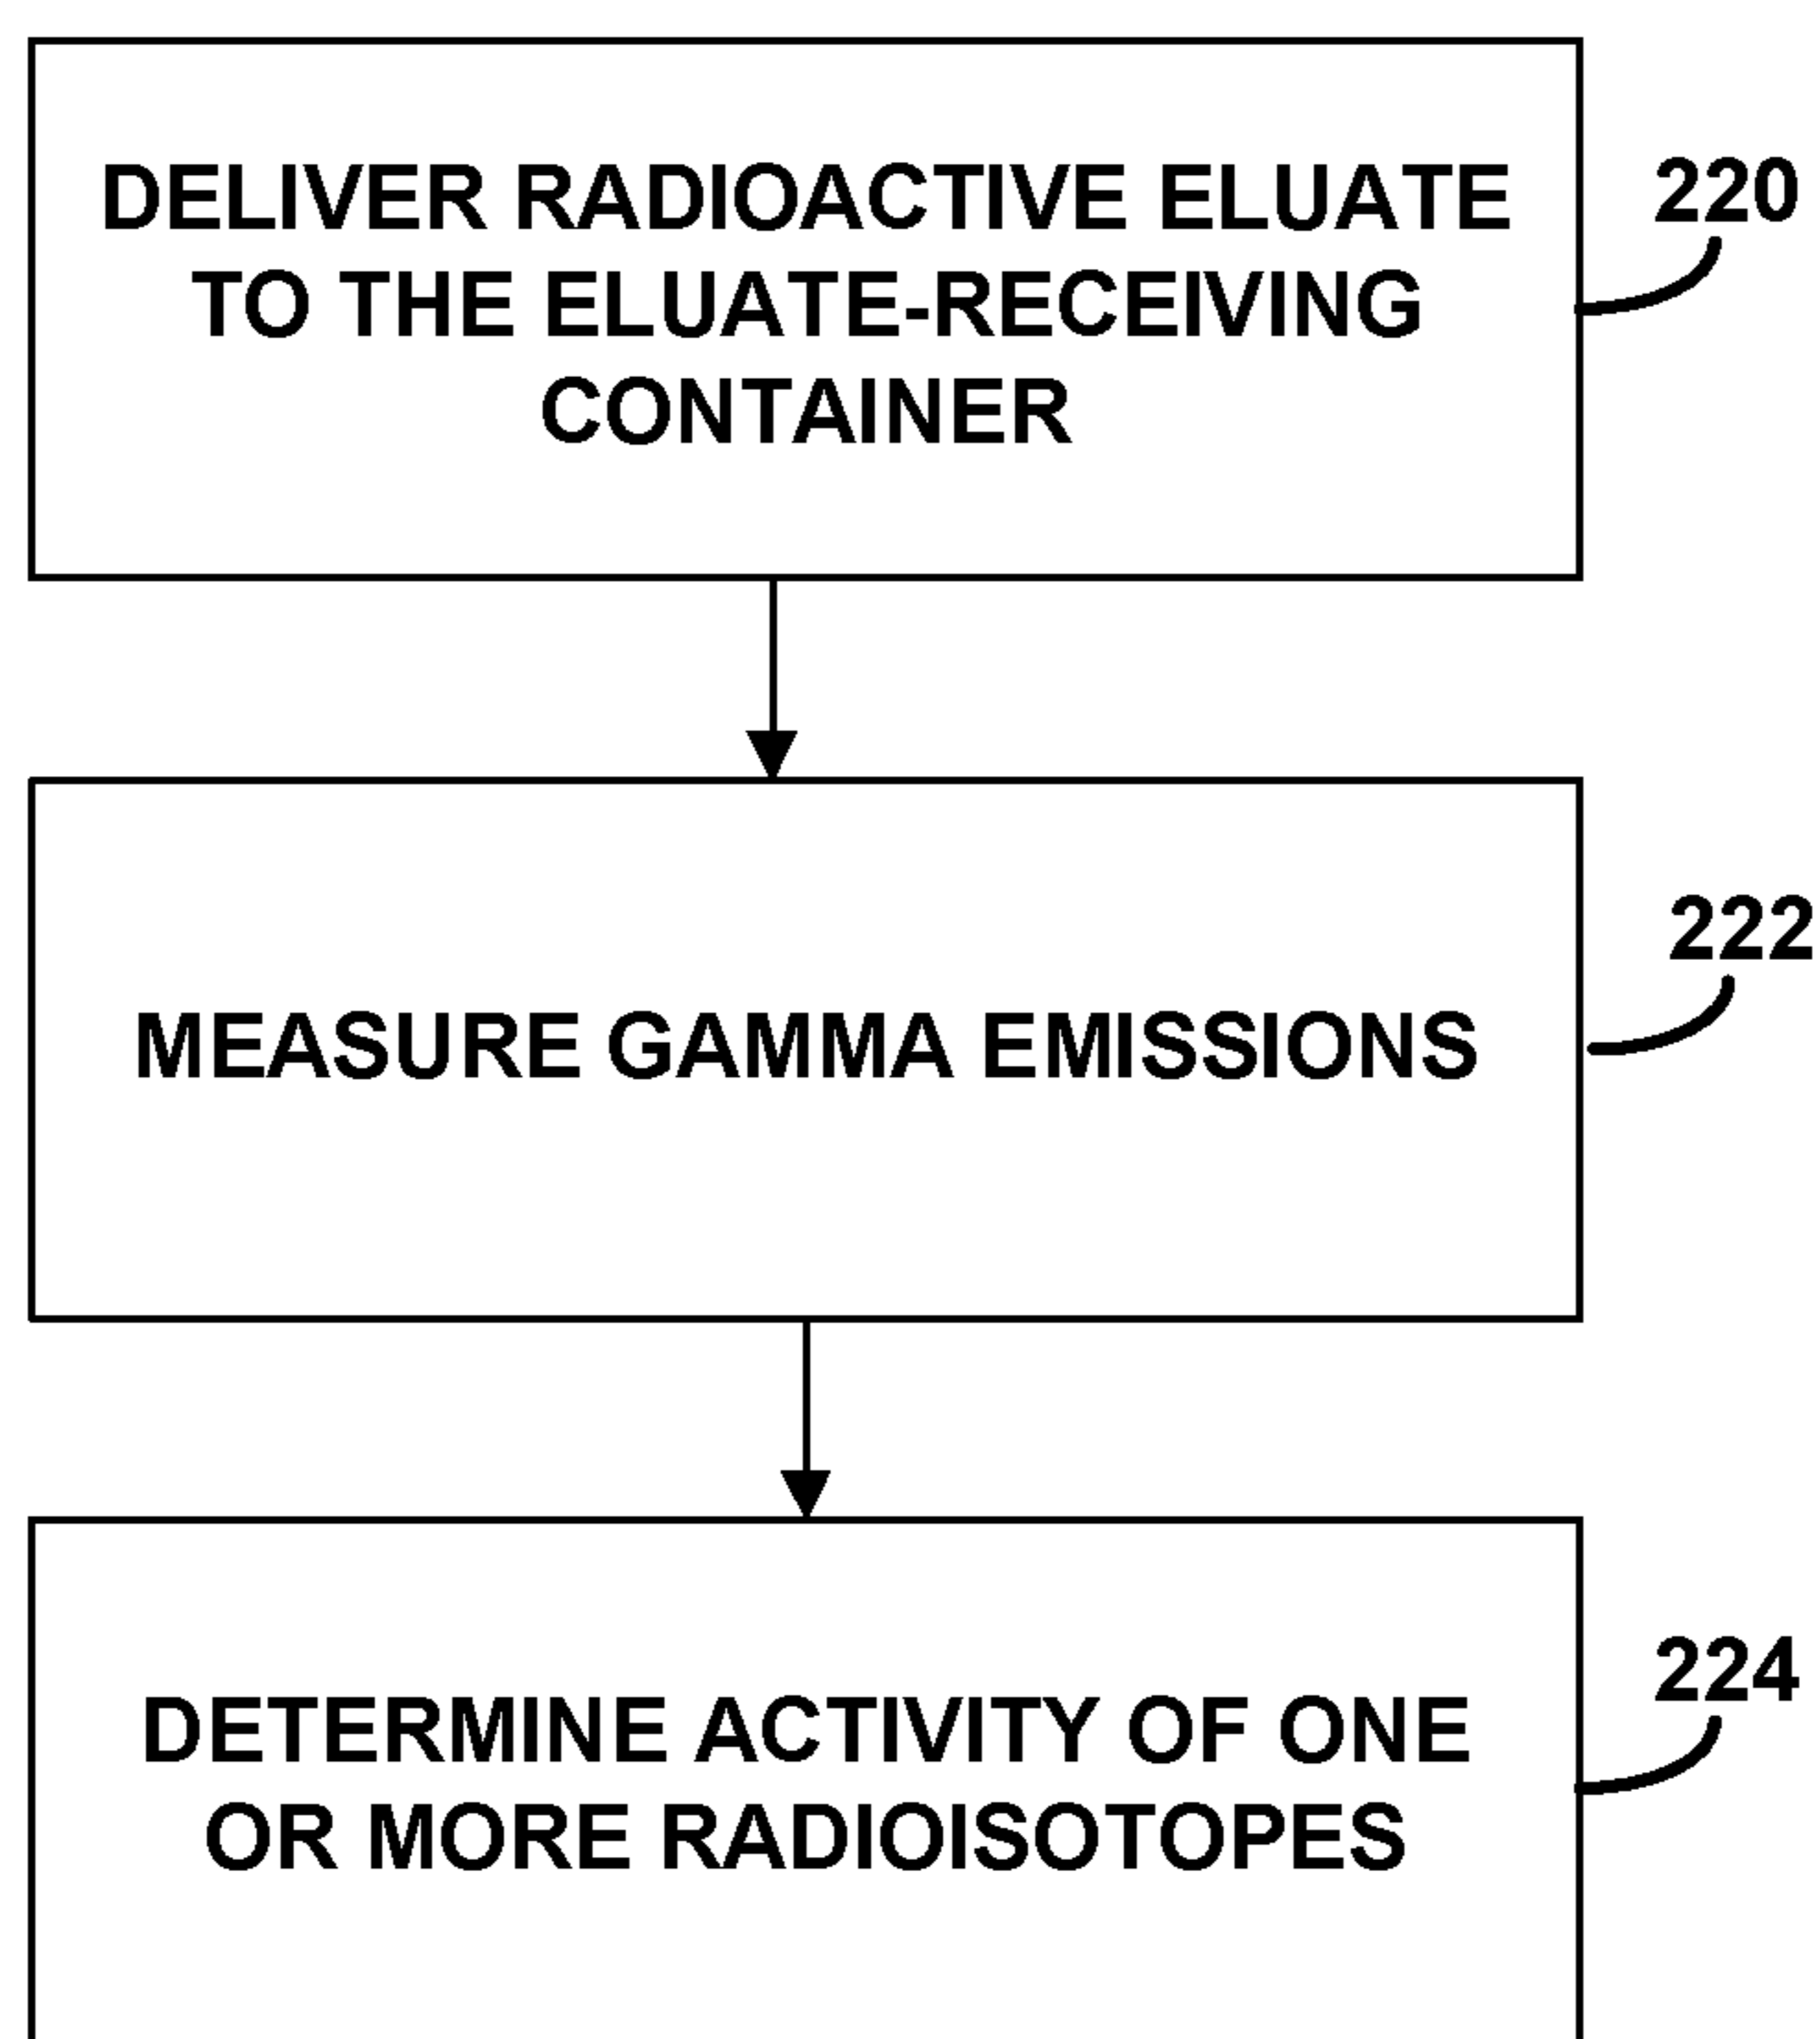 DELIVER RADIOACTIVE ELUATE
TO THE ELUATE-RECEIVING
CONTAINER
220
MEASURE GAMMA EMISSIONS
222
DETERMINE ACTIVITY OF ONE
OR MORE RADIOISOTOPES
224